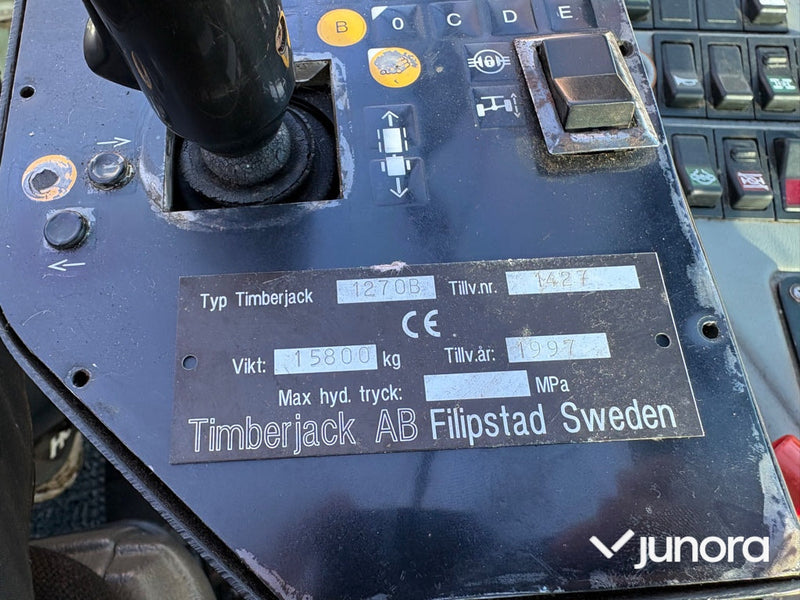 B 0 C D E
Typ Timberjack 1270B Tillv.nr. 1427
CE
Vikt: 15800 kg Tillv.år: 1997
Max hyd. tryck: MPa
Timberjack AB Filipstad Sweden
junora